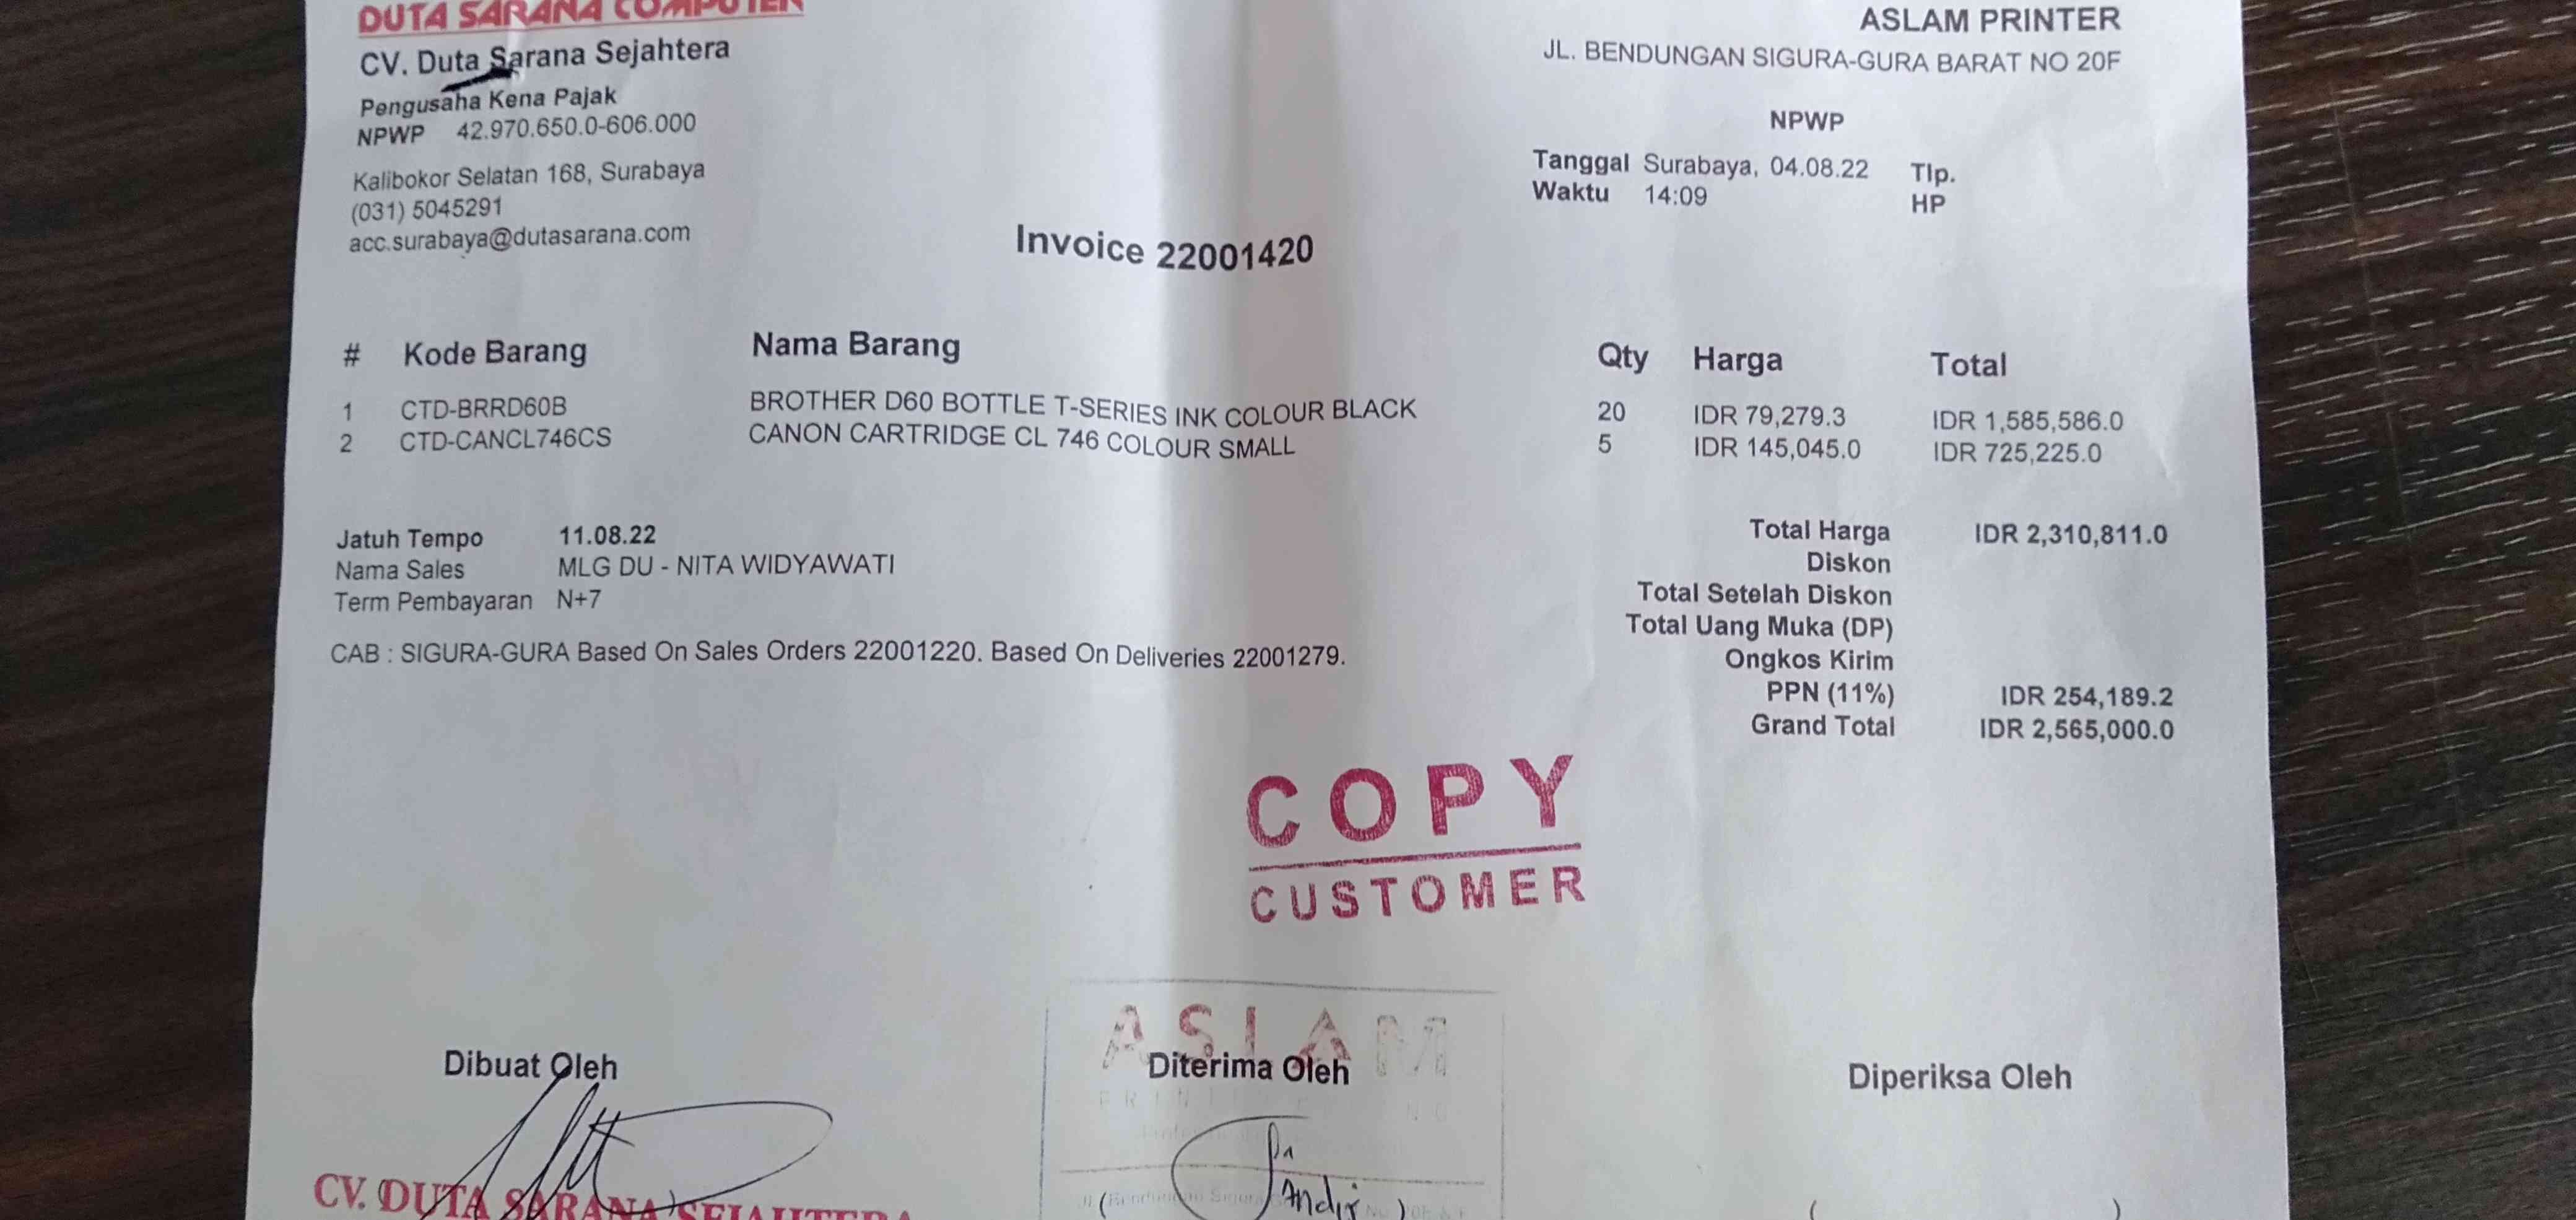 DUTA SARANA COMPUTER
CV. Duta Sarana Sejahtera
Pengusaha Kena Pajak
NPWP 42.970.650.0-606.000
Kalibokor Selatan 168, Surabaya
(031) 5045291
acc.surabaya@dutasarana.com
ASLAM PRINTER
JL. BENDUNGAN SIGURA-GURA BARAT NO 20F
NPWP
Tanggal Surabaya, 04.08.22 Tlp.
Waktu 14:09 HP
Invoice 22001420
# Kode Barang Nama Barang Qty Harga Total
1 CTD-BRRD60B BROTHER D60 BOTTLE T-SERIES INK COLOUR BLACK 20 IDR 79,279.3 IDR 1,585,586.0
2 CTD-CANCL746CS CANON CARTRIDGE CL 746 COLOUR SMALL 5 IDR 145,045.0 IDR 725,225.0
Jatuh Tempo 11.08.22
Nama Sales MLG DU - NITA WIDYAWATI
Term Pembayaran N+7
CAB : SIGURA-GURA Based On Sales Orders 22001220. Based On Deliveries 22001279.
Total Harga IDR 2,310,811.0
Diskon
Total Setelah Diskon
Total Uang Muka (DP)
Ongkos Kirim
PPN (11%) IDR 254,189.2
Grand Total IDR 2,565,000.0
COPY
CUSTOMER
ASLAM
Dibuat Oleh Diterima Oleh Diperiksa Oleh
CV. DUTA SARANA SEJAHTERA